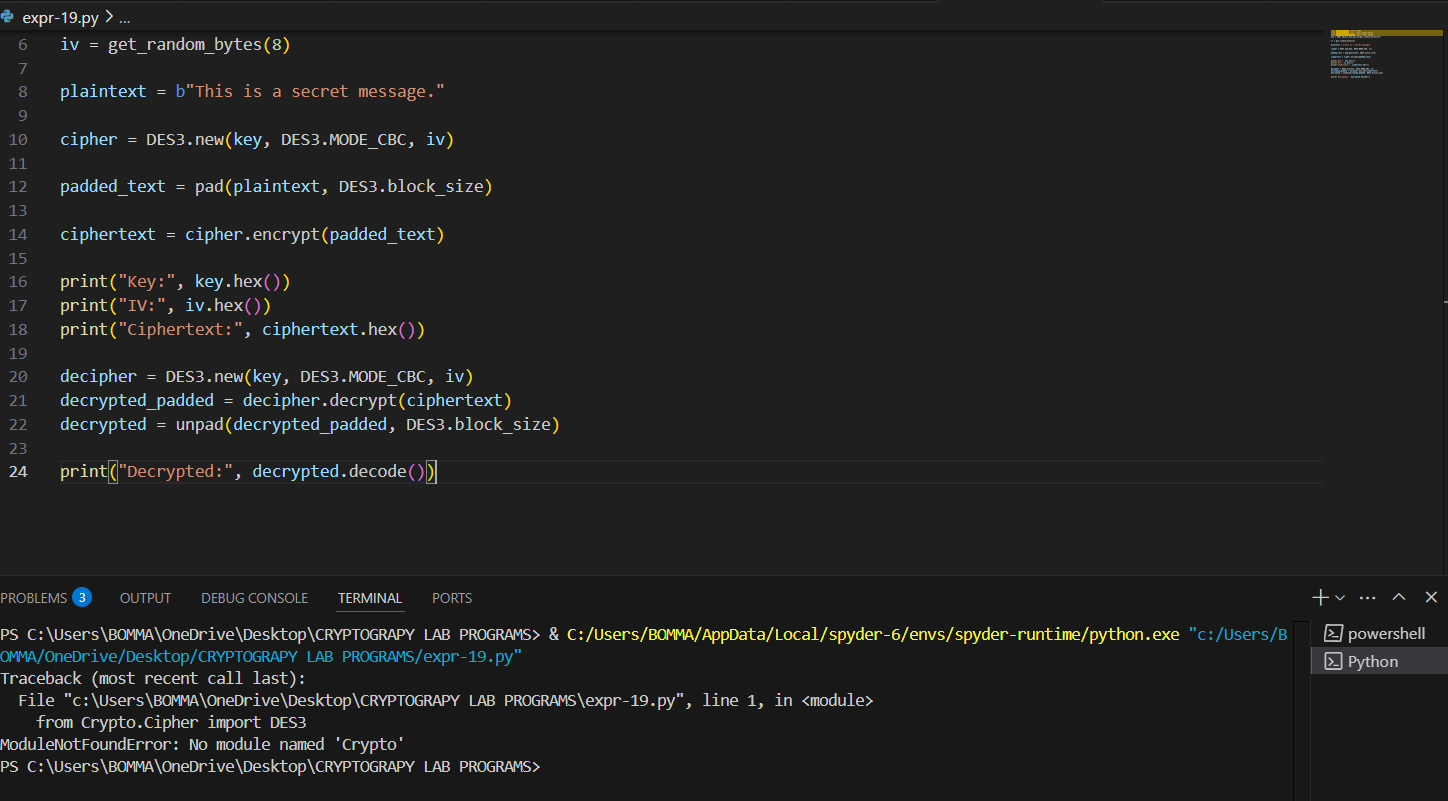 expr-19.py > ...
6 iv = get_random_bytes(8)
7
8 plaintext = b"This is a secret message."
9
10 cipher = DES3.new(key, DES3.MODE_CBC, iv)
11
12 padded_text = pad(plaintext, DES3.block_size)
13
14 ciphertext = cipher.encrypt(padded_text)
15
16 print("Key:", key.hex())
17 print("IV:", iv.hex())
18 print("Ciphertext:", ciphertext.hex())
19
20 decipher = DES3.new(key, DES3.MODE_CBC, iv)
21 decrypted_padded = decipher.decrypt(ciphertext)
22 decrypted = unpad(decrypted_padded, DES3.block_size)
23
24 print("Decrypted:", decrypted.decode())
PROBLEMS 3 OUTPUT DEBUG CONSOLE TERMINAL PORTS
PS C:\Users\BOMMA\OneDrive\Desktop\CRYPTOGRAPY LAB PROGRAMS> & C:/Users/BOMMA/AppData/Local/spyder-6/envs/spyder-runtime/python.exe "c:/Users/B
OMMA/OneDrive/Desktop/CRYPTOGRAPY LAB PROGRAMS/expr-19.py"
Traceback (most recent call last):
  File "c:\Users\BOMMA\OneDrive\Desktop\CRYPTOGRAPY LAB PROGRAMS\expr-19.py", line 1, in <module>
    from Crypto.Cipher import DES3
ModuleNotFoundError: No module named 'Crypto'
PS C:\Users\BOMMA\OneDrive\Desktop\CRYPTOGRAPY LAB PROGRAMS>
powershell
Python